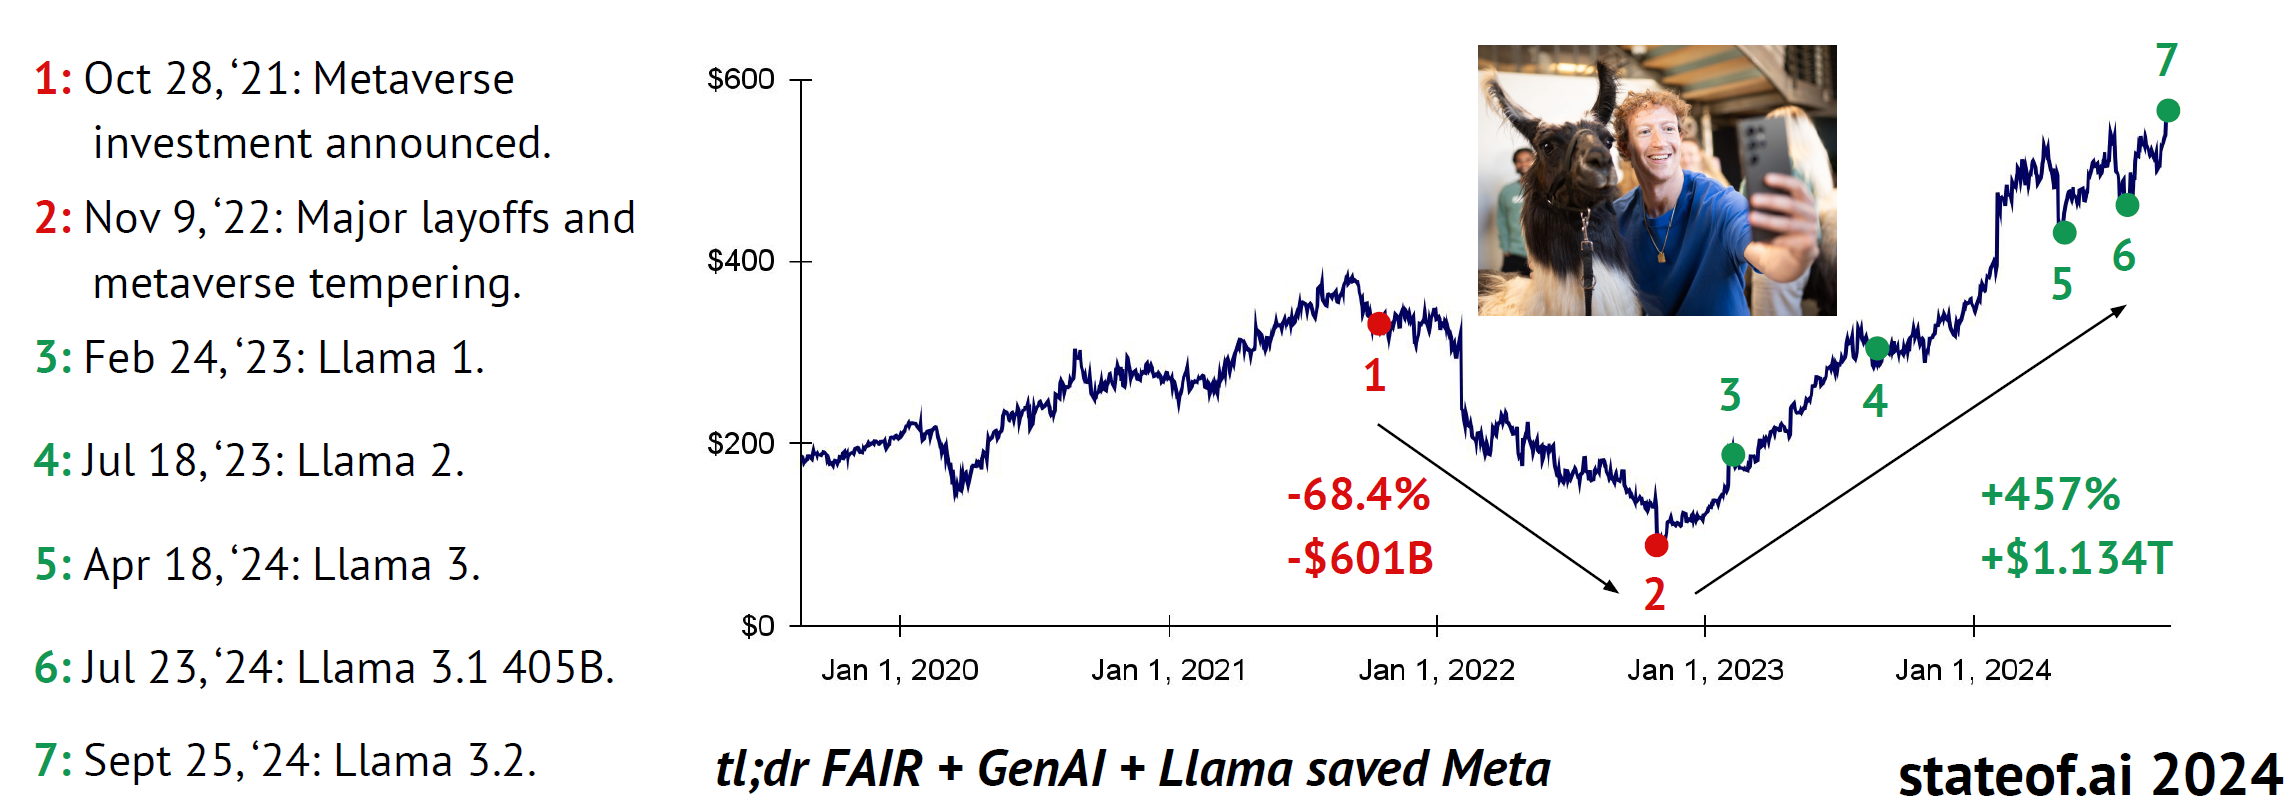 1: Oct 28, ‘21: Metaverse
investment announced.
2: Nov 9, ‘22: Major layoffs and
metaverse tempering.
3: Feb 24, ‘23: Llama 1.
4: Jul 18, ‘23: Llama 2.
5: Apr 18, ‘24: Llama 3.
6: Jul 23, ‘24: Llama 3.1 405B.
7: Sept 25, ‘24: Llama 3.2.
$600
$400
$200
$0
Jan 1, 2020
Jan 1, 2021
Jan 1, 2022
Jan 1, 2023
Jan 1, 2024
1
2
3
4
5
6
7
-68.4%
-$601B
+457%
+$1.134T
tl;dr FAIR + GenAI + Llama saved Meta
stateof.ai 2024